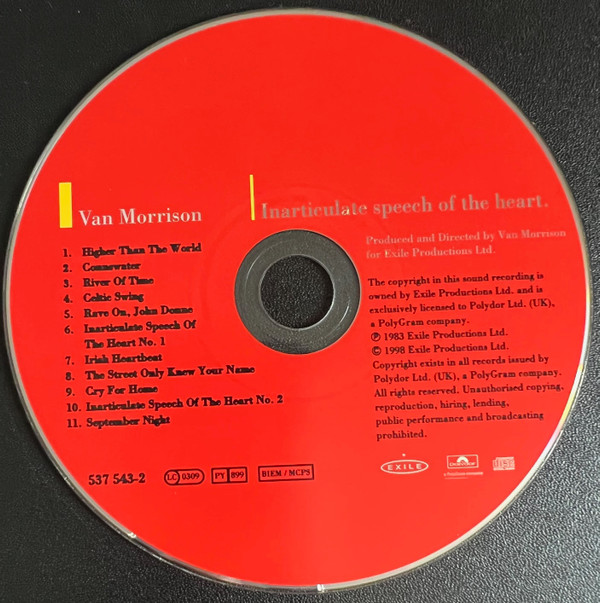 Van Morrison
Inarticulate speech of the heart.
Produced and Directed by Van Morrison
for Exile Productions Ltd.
1. Higher Than The World
2. Connswater
3. River Of Time
4. Celtic Swing
5. Rave On, John Donne
6. Inarticulate Speech Of
The Heart No. 1
7. Irish Heartbeat
8. The Street Only Knew Your Name
9. Cry For Home
10. Inarticulate Speech Of The Heart No. 2
11. September Night
The copyright in this sound recording is
owned by Exile Productions Ltd. and is
exclusively licensed to Polydor Ltd. (UK),
a PolyGram company.
℗ 1983 Exile Productions Ltd.
© 1998 Exile Productions Ltd.
Copyright exists in all records issued by
Polydor Ltd. (UK), a PolyGram company.
All rights reserved. Unauthorised copying,
reproduction, hiring, lending,
public performance and broadcasting
prohibited.
537 543-2
LC 0309
PY 899
BIEM / MCPS
EXILE
polydor
a PolyGram company